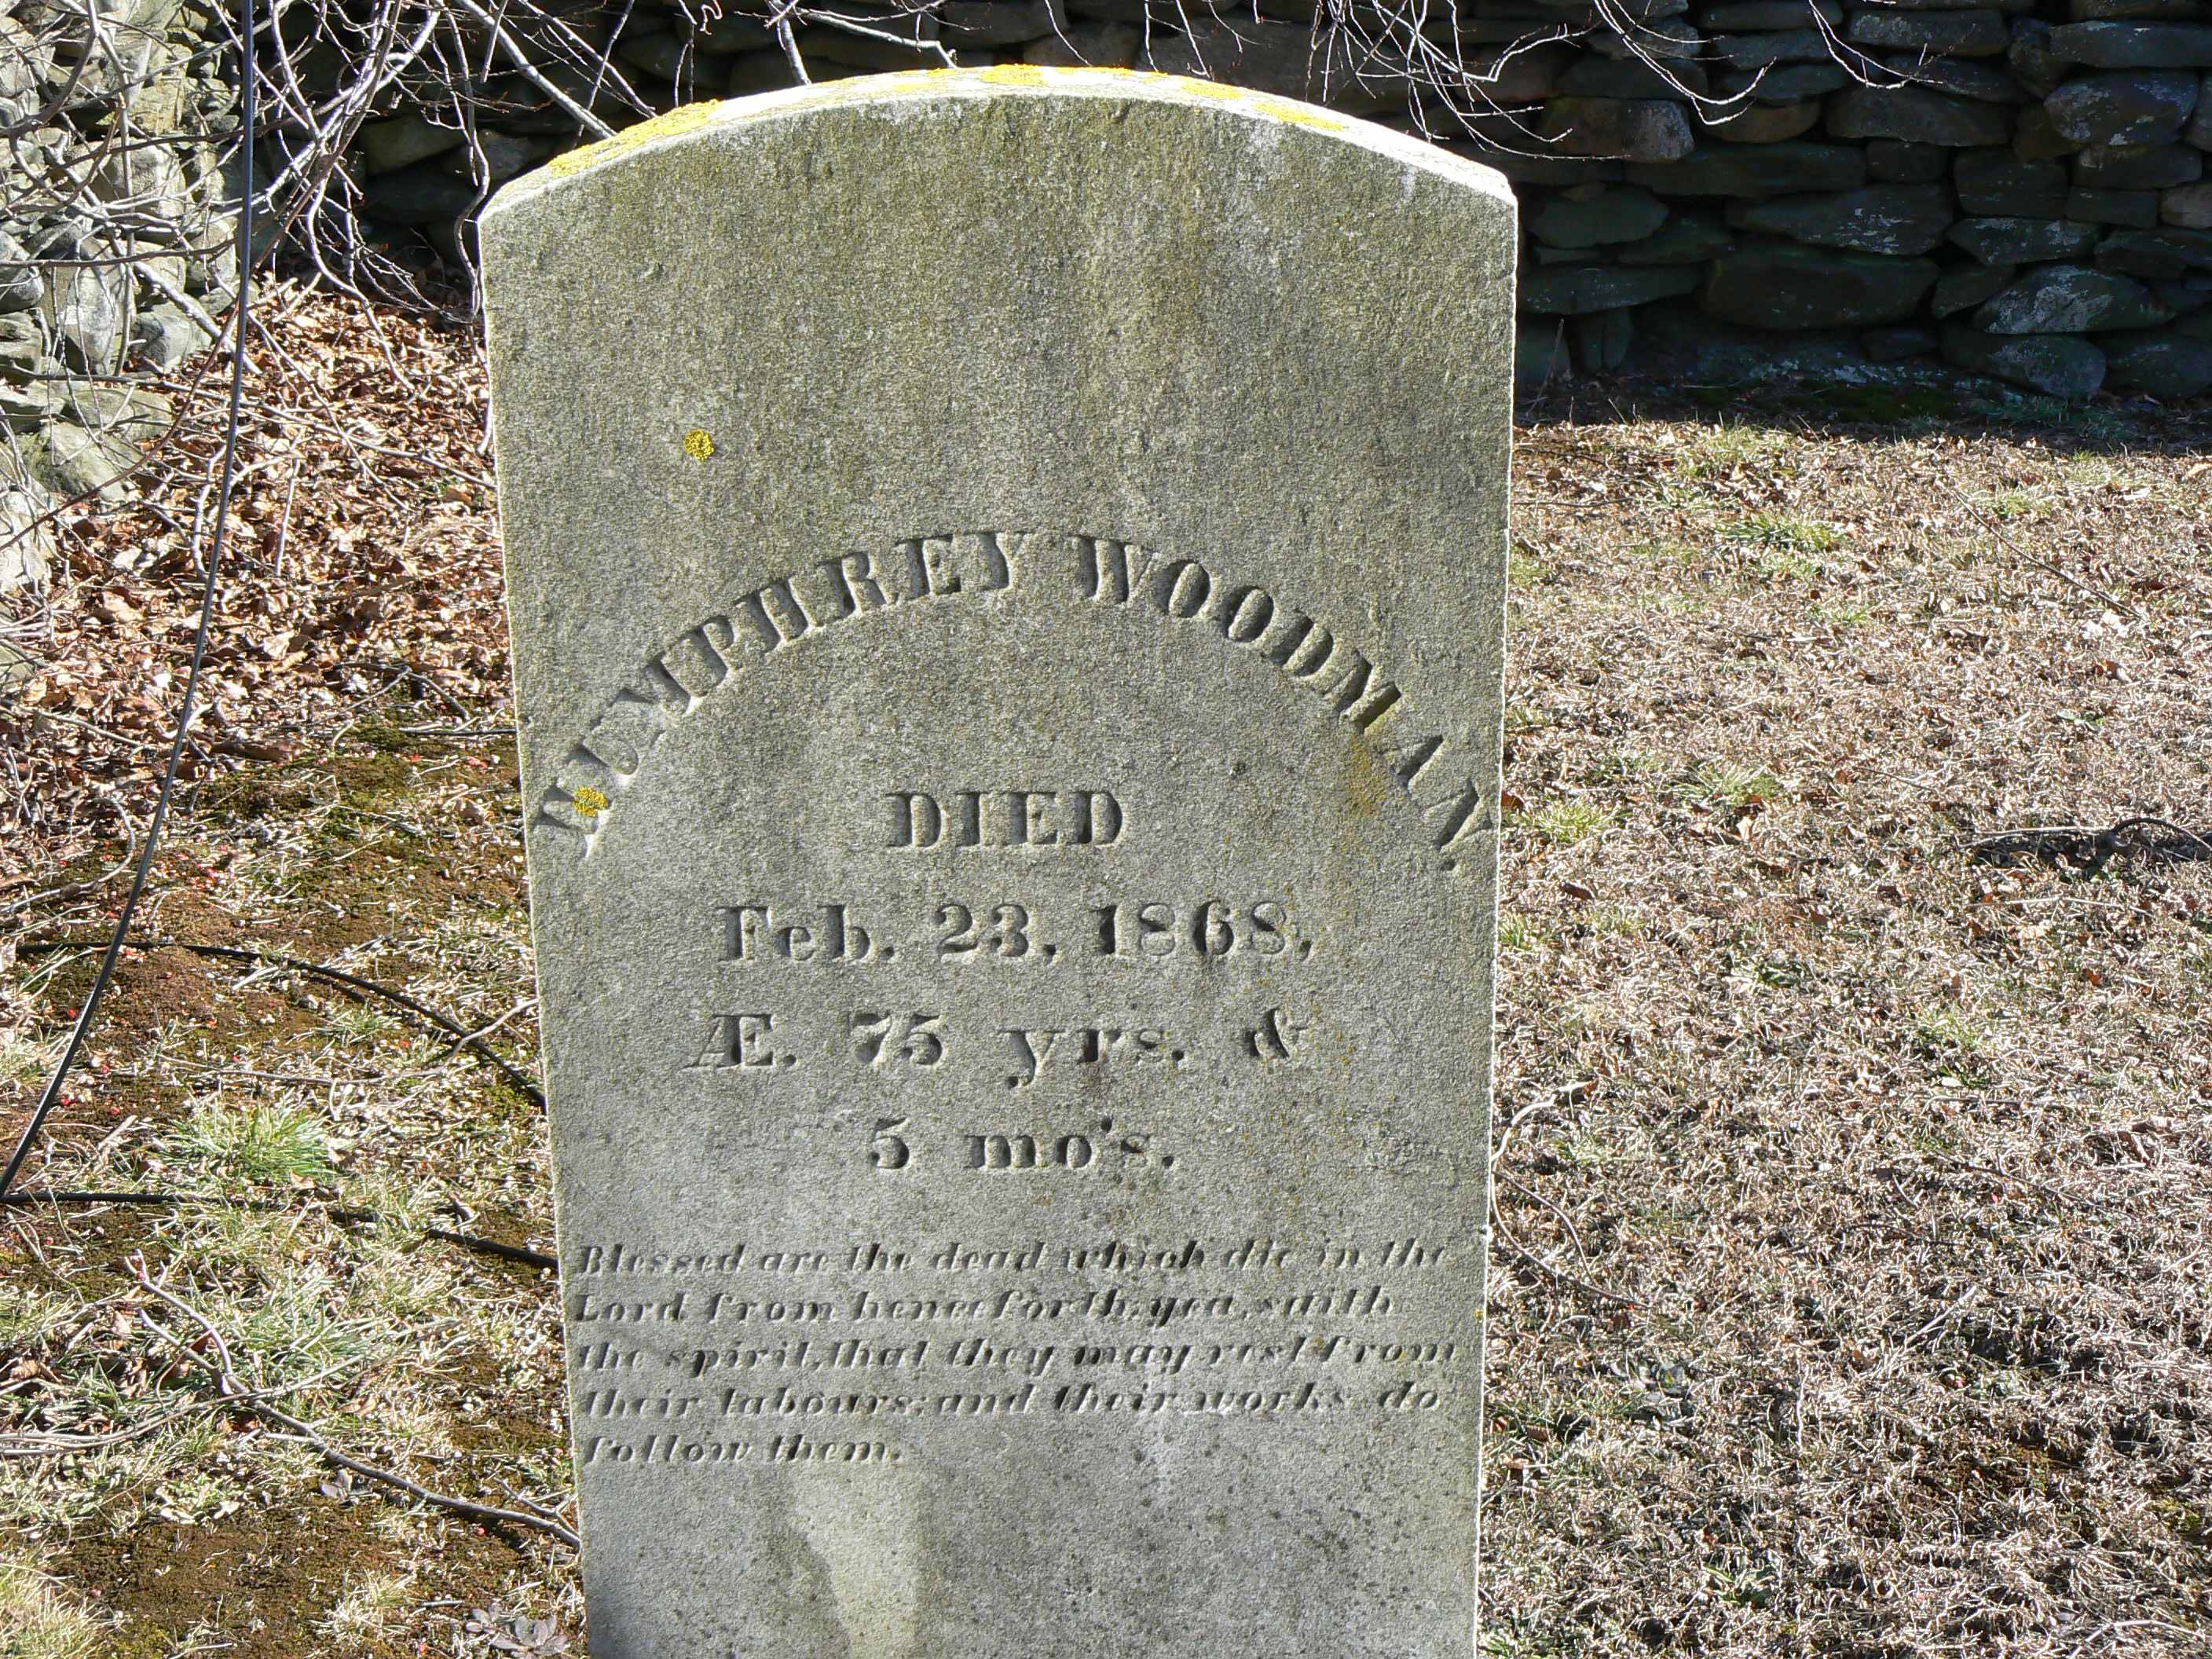 HUMPHREY WOODMAN.
DIED
Feb. 23, 1868,
Æ. 75 yrs. &
5 mo's.
Blessed are the dead which die in the
Lord from henceforth, yea, saith
the spirit, that they may rest from
their labours; and their works do
follow them.